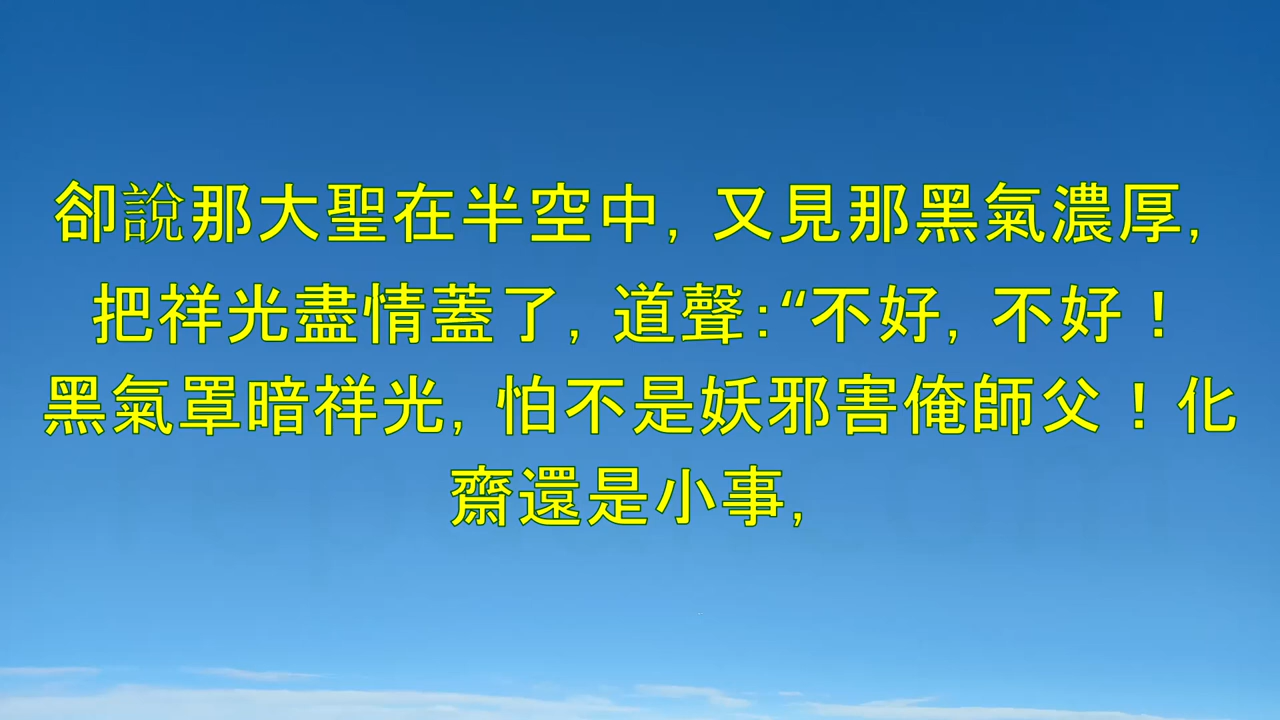 卻說那大聖在半空中, 又見那黑氣濃厚,
把祥光盡情蓋了, 道聲:“不好, 不好！
黑氣罩暗祥光, 怕不是妖邪害俺師父！化
齋還是小事,